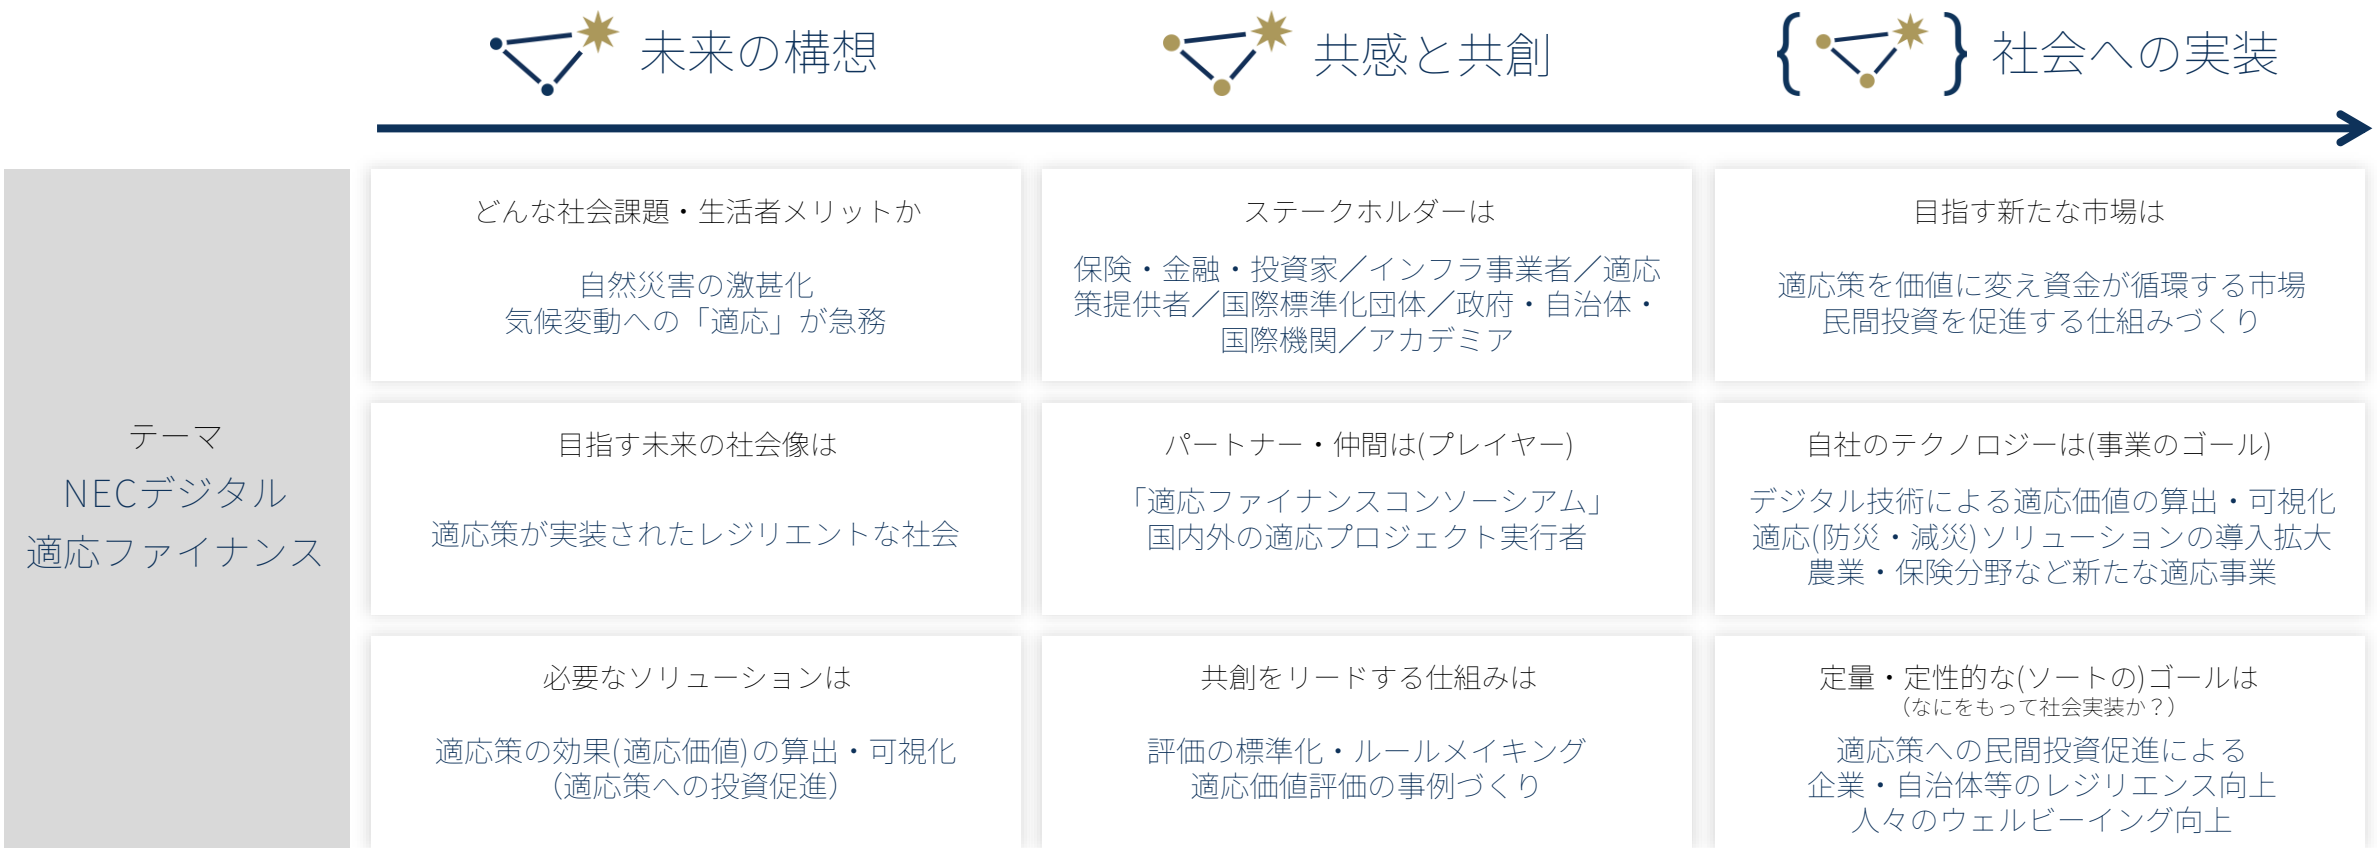 未来の構想
共感と共創
社会への実装
テーマ
NECデジタル
適応ファイナンス
どんな社会課題・生活者メリットか
自然災害の激甚化
気候変動への「適応」が急務
ステークホルダーは
保険・金融・投資家／インフラ事業者／適応
策提供者／国際標準化団体／政府・自治体・
国際機関／アカデミア
目指す新たな市場は
適応策を価値に変え資金が循環する市場
民間投資を促進する仕組みづくり
目指す未来の社会像は
適応策が実装されたレジリエントな社会
パートナー・仲間は(プレイヤー)
「適応ファイナンスコンソーシアム」
国内外の適応プロジェクト実行者
自社のテクノロジーは(事業のゴール)
デジタル技術による適応価値の算出・可視化
適応(防災・減災)ソリューションの導入拡大
農業・保険分野など新たな適応事業
必要なソリューションは
適応策の効果(適応価値)の算出・可視化
（適応策への投資促進）
共創をリードする仕組みは
評価の標準化・ルールメイキング
適応価値評価の事例づくり
定量・定性的な(ソートの)ゴールは
（なにをもって社会実装か？）
適応策への民間投資促進による
企業・自治体等のレジリエンス向上
人々のウェルビーイング向上